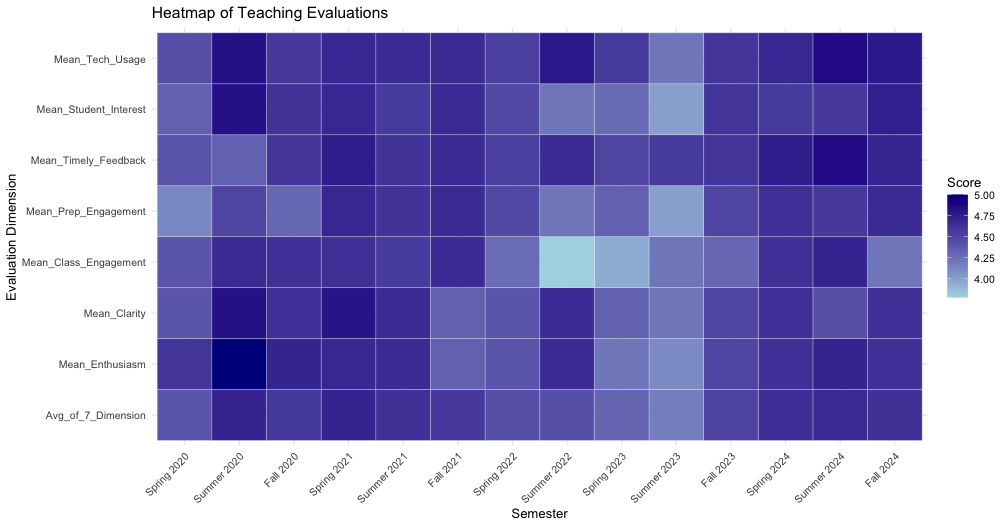 Heatmap of Teaching Evaluations
Evaluation Dimension
Mean_Tech_Usage
Mean_Student_Interest
Mean_Timely_Feedback
Mean_Prep_Engagement
Mean_Class_Engagement
Mean_Clarity
Mean_Enthusiasm
Avg_of_7_Dimension
Spring 2020
Summer 2020
Fall 2020
Spring 2021
Summer 2021
Fall 2021
Spring 2022
Summer 2022
Spring 2023
Summer 2023
Fall 2023
Spring 2024
Summer 2024
Fall 2024
Semester
Score
5.00
4.75
4.50
4.25
4.00